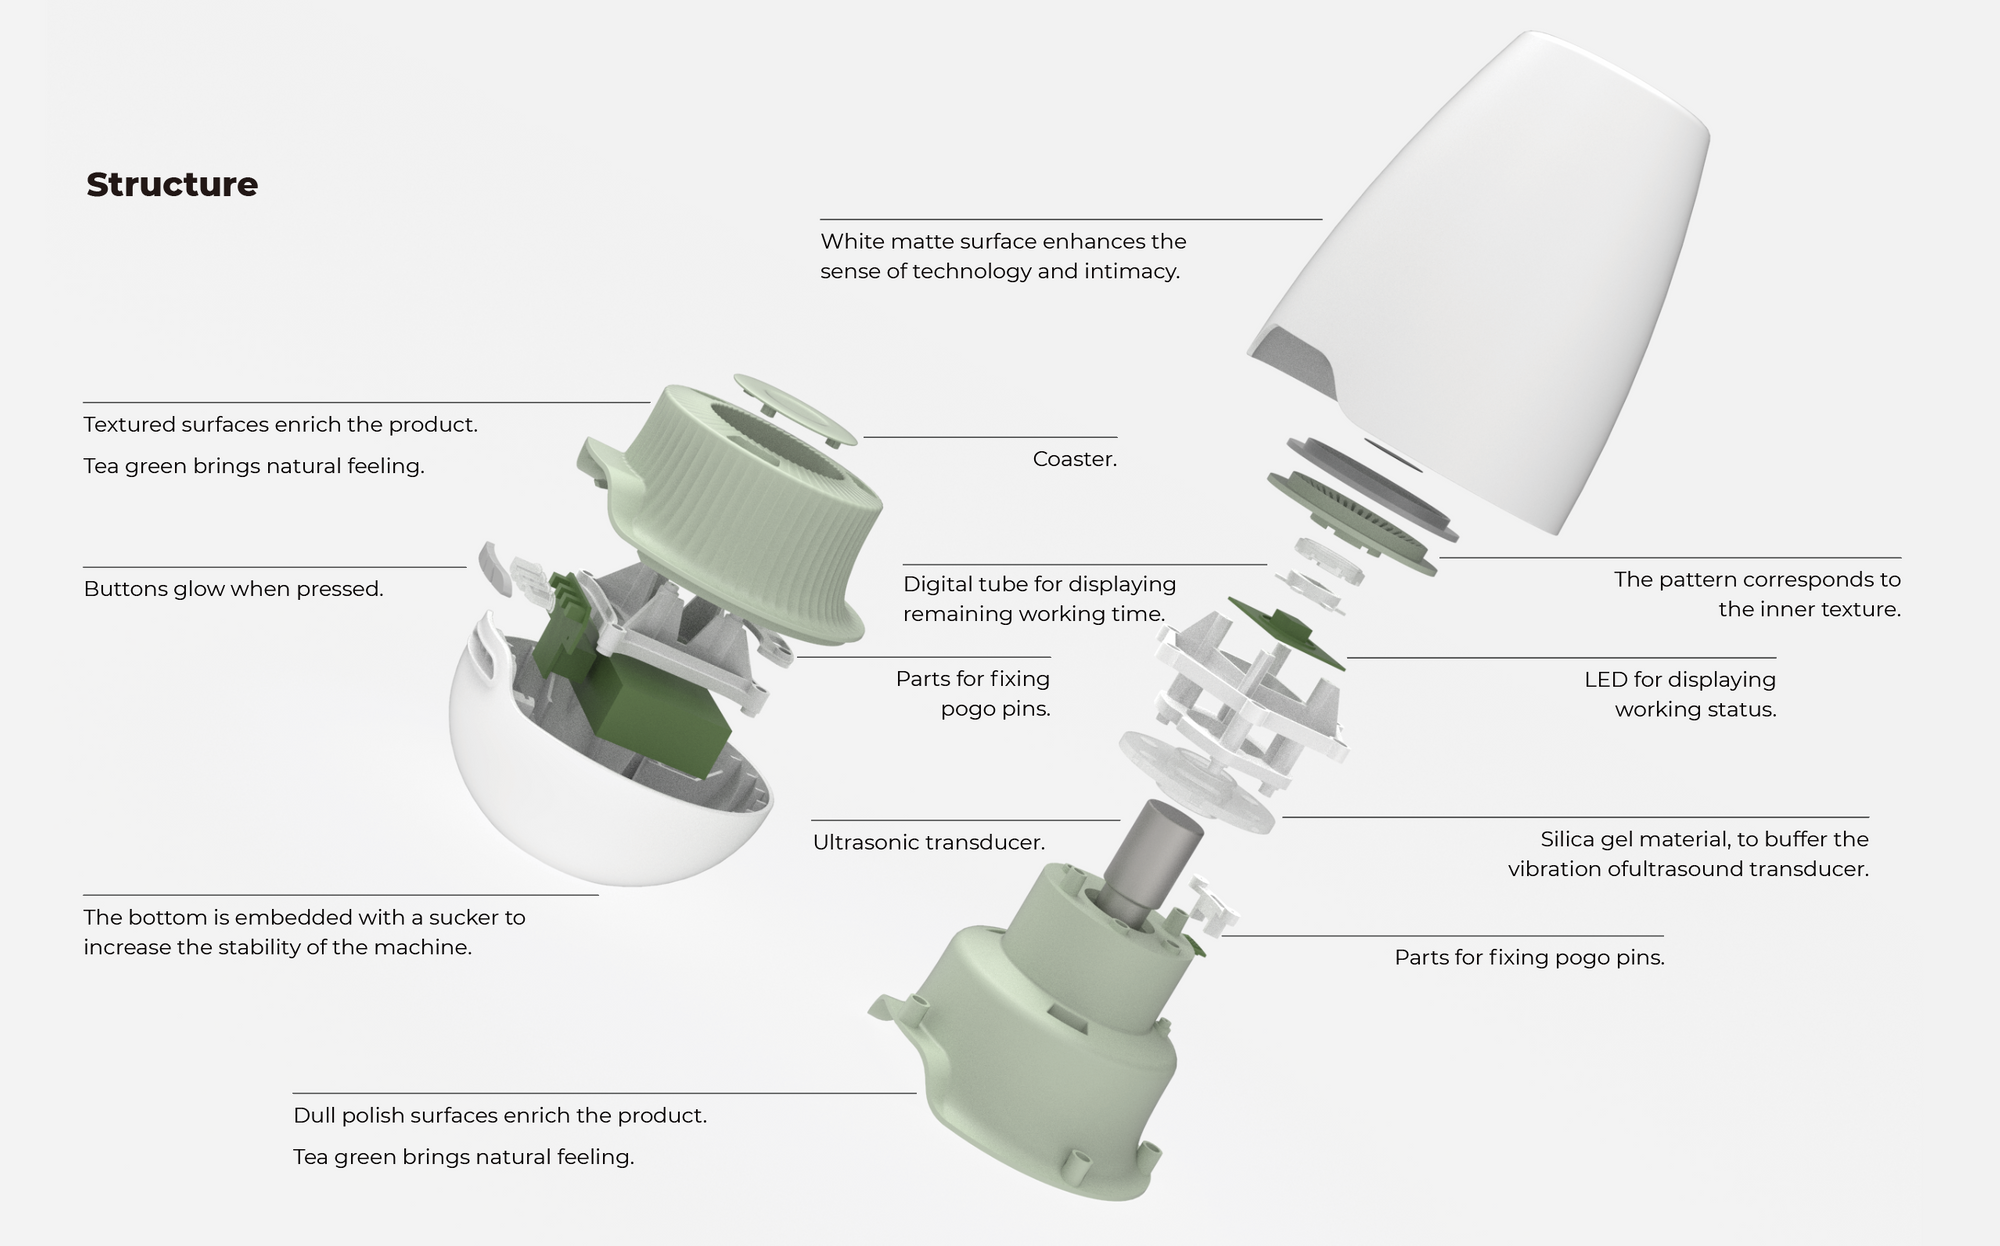 Structure
White matte surface enhances the
sense of technology and intimacy.
Textured surfaces enrich the product.
Tea green brings natural feeling.
Coaster.
Buttons glow when pressed.
Digital tube for displaying
remaining working time.
The pattern corresponds to
the inner texture.
Parts for fixing
pogo pins.
LED for displaying
working status.
Ultrasonic transducer.
Silica gel material, to buffer the
vibration ofultrasound transducer.
The bottom is embedded with a sucker to
increase the stability of the machine.
Parts for fixing pogo pins.
Dull polish surfaces enrich the product.
Tea green brings natural feeling.